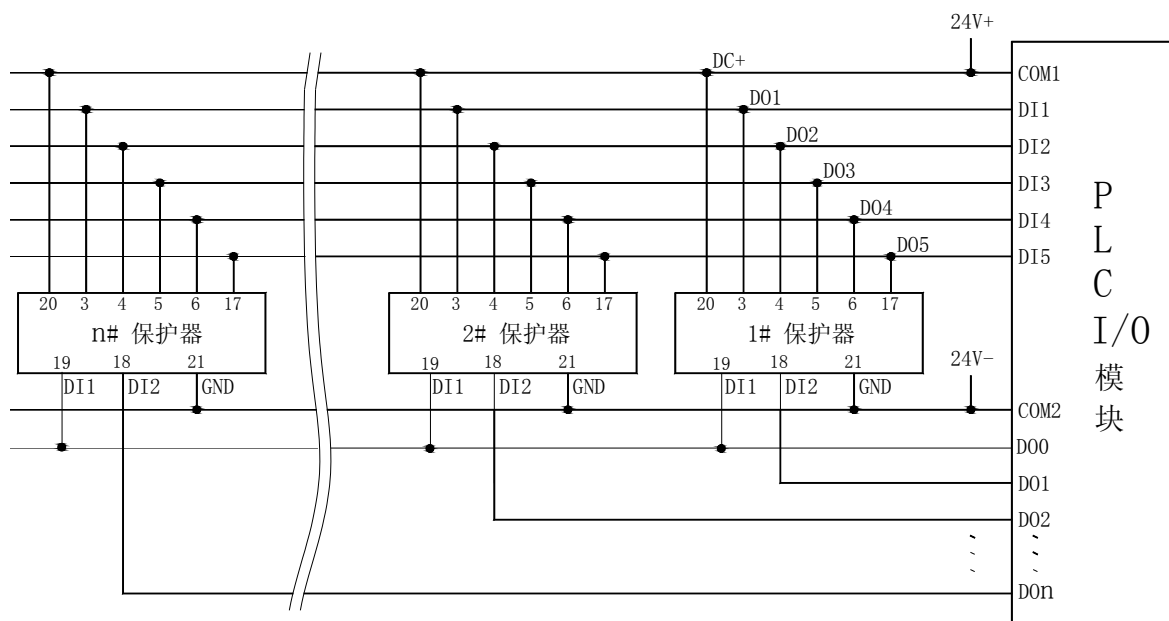 24V+
DC+
COM1
DO1
DI1
DO2
DI2
DO3
DI3
DO4
DI4
DO5
DI5
PLC I/O 模块
20 3 4 5 6 17
n# 保护器
19 18 21
DI1 DI2 GND
20 3 4 5 6 17
2# 保护器
19 18 21
DI1 DI2 GND
20 3 4 5 6 17
1# 保护器
19 18 21
DI1 DI2 GND
24V-
COM2
DO0
DO1
DO2
DOn